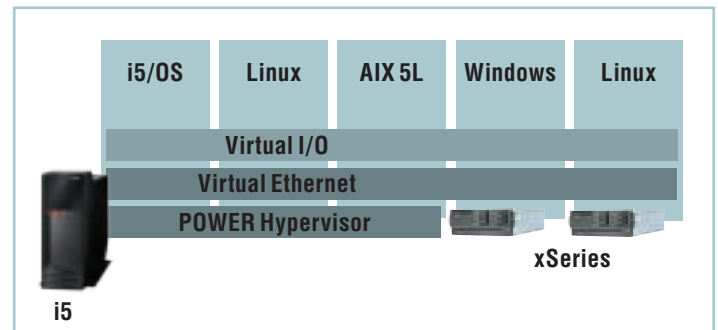 i5/OS Linux AIX 5L Windows Linux
Virtual I/O
Virtual Ethernet
POWER Hypervisor
xSeries
i5